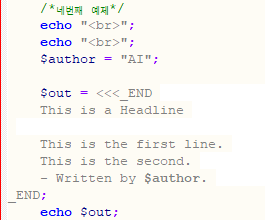 /*네번째 예제*/
echo "<br>";
echo "<br>";
$author = "AI";

$out = <<<_END
This is a Headline

This is the first line.
This is the second.
- Written by $author.
_END;
echo $out;